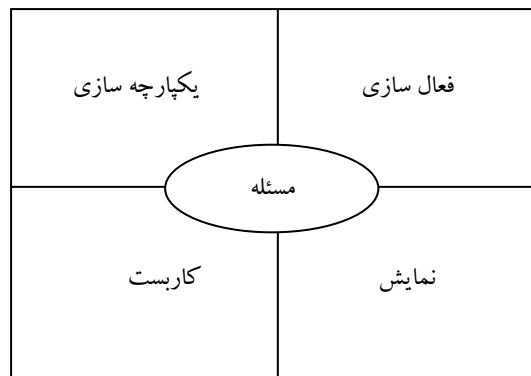 فعال سازی
یکپارچه سازی
مسئله
نمایش
کاربست